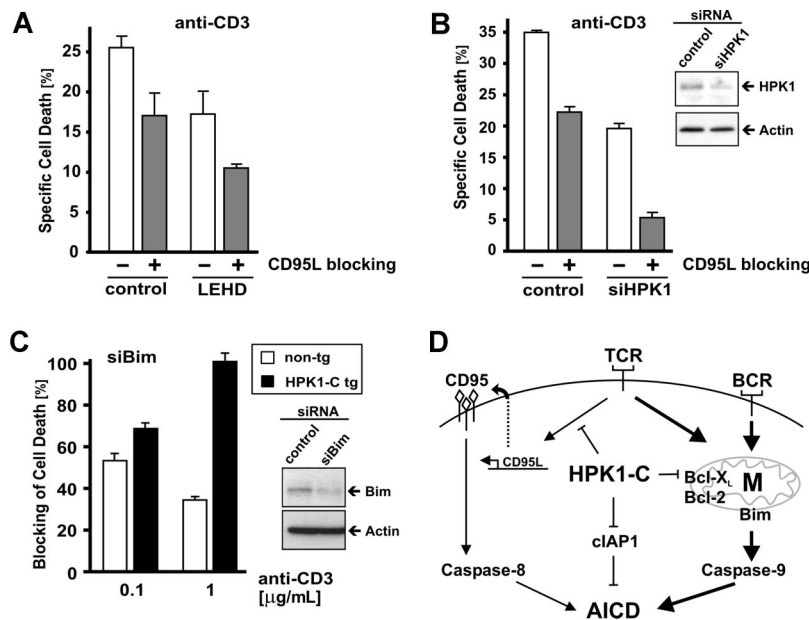 A
anti-CD3
Specific Cell Death [%]
25
20
15
10
5
0
− + − +
CD95L blocking
control LEHD
B
anti-CD3
Specific Cell Death [%]
35
30
25
20
15
10
5
0
− + − +
CD95L blocking
control siHPK1
siRNA
control siHPK1
HPK1
Actin
C
siBim
Blocking of Cell Death [%]
100
80
60
40
20
0
0.1 1
anti-CD3
[µg/mL]
non-tg
HPK1-C tg
siRNA
control siBim
Bim
Actin
D
TCR
CD95 BCR
CD95L
HPK1-C
Bcl-XL M
Bcl-2
Bim
cIAP1
Caspase-8 Caspase-9
AICD